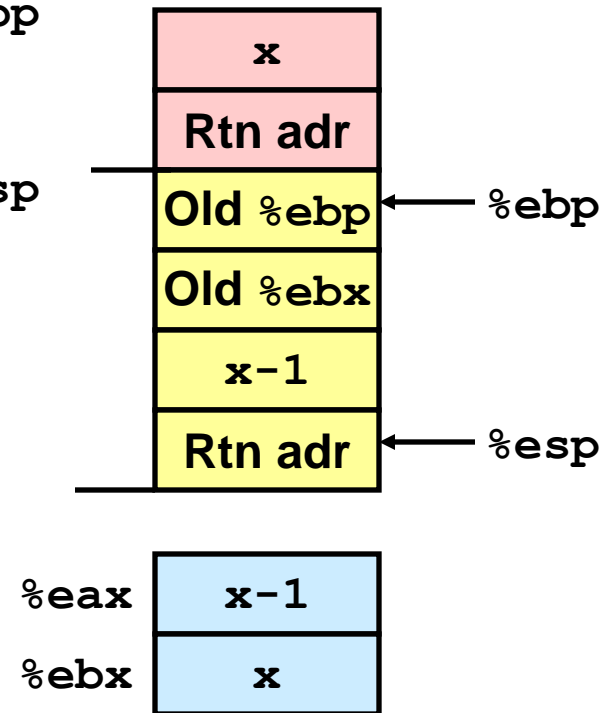 x
Rtn adr
Old %ebp %ebp
Old %ebx
x-1
Rtn adr %esp
%eax x-1
%ebx x